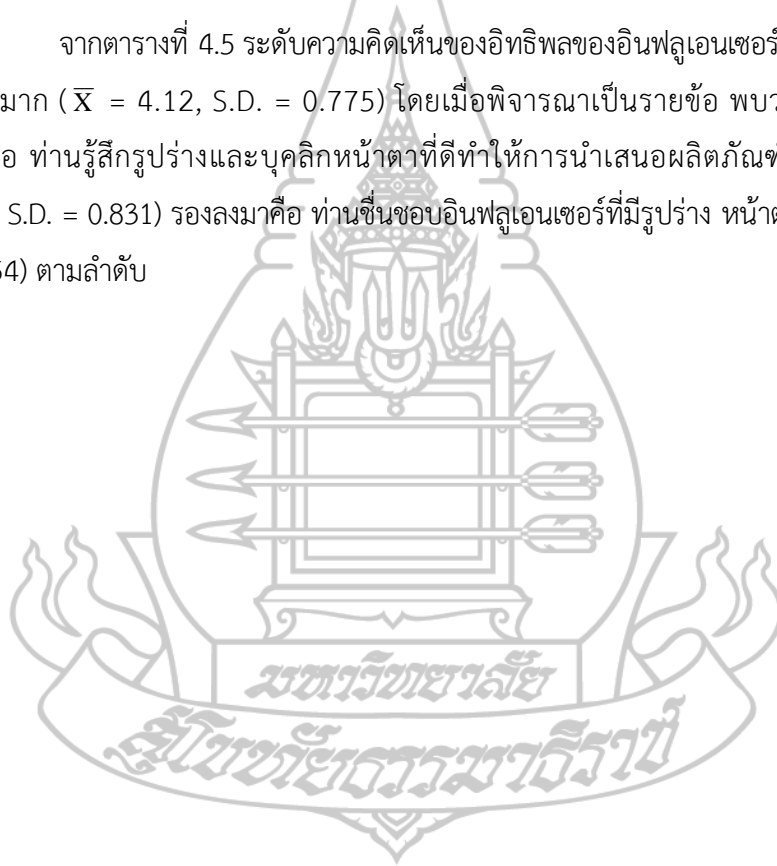 จากตารางที่ 4.5 ระดับความคิดเห็นของอิทธิพลของอินฟลูเอนเซอร์
มาก ( X̅ = 4.12, S.D. = 0.775) โดยเมื่อพิจารณาเป็นรายข้อ พบว
อ ท่านรู้สึกรูปร่างและบุคลิกหน้าตาที่ดีทำให้การนำเสนอผลิตภัณฑ
S.D. = 0.831) รองลงมาคือ ท่านชื่นชอบอินฟลูเอนเซอร์ที่มีรูปร่าง หน้าต
64) ตามลำดับ
มหาวิทยาลัย
สุโขทัยธรรมาธิราช